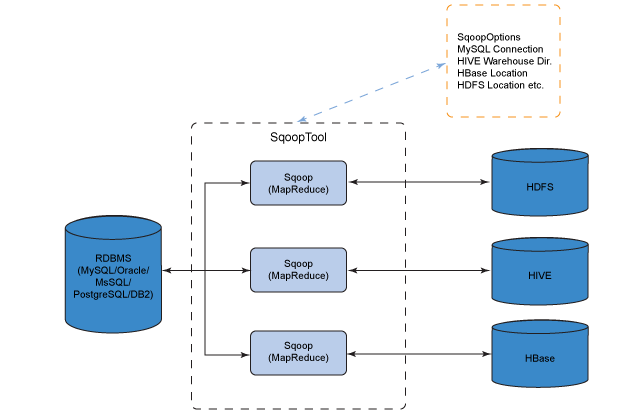 SqoopOptions
MySQL Connection
HIVE Warehouse Dir.
HBase Location
HDFS Location etc.
SqoopTool
Sqoop
(MapReduce)
HDFS
RDBMS
(MySQL/Oracle/
MsSQL/
PostgreSQL/DB2)
Sqoop
(MapReduce)
HIVE
Sqoop
(MapReduce)
HBase